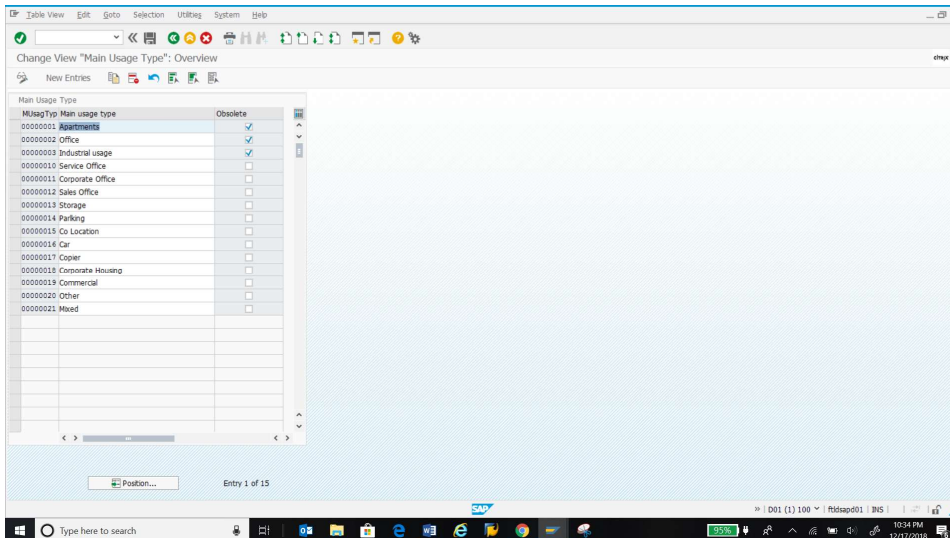 Table View Edit Goto Selection Utilities System Help
Change View "Main Usage Type": Overview
citrix
New Entries
Main Usage Type
MUsagTyp Main usage type Obsolete
00000001 Apartments
00000002 Office
00000003 Industrial usage
00000010 Service Office
00000011 Corporate Office
00000012 Sales Office
00000013 Storage
00000014 Parking
00000015 Co Location
00000016 Car
00000017 Copier
00000018 Corporate Housing
00000019 Commercial
00000020 Other
00000021 Mixed
Position... Entry 1 of 15
SAP
D01 (1) 100 ftldsapd01 INS
Type here to search
95%
10:34 PM
12/17/2018